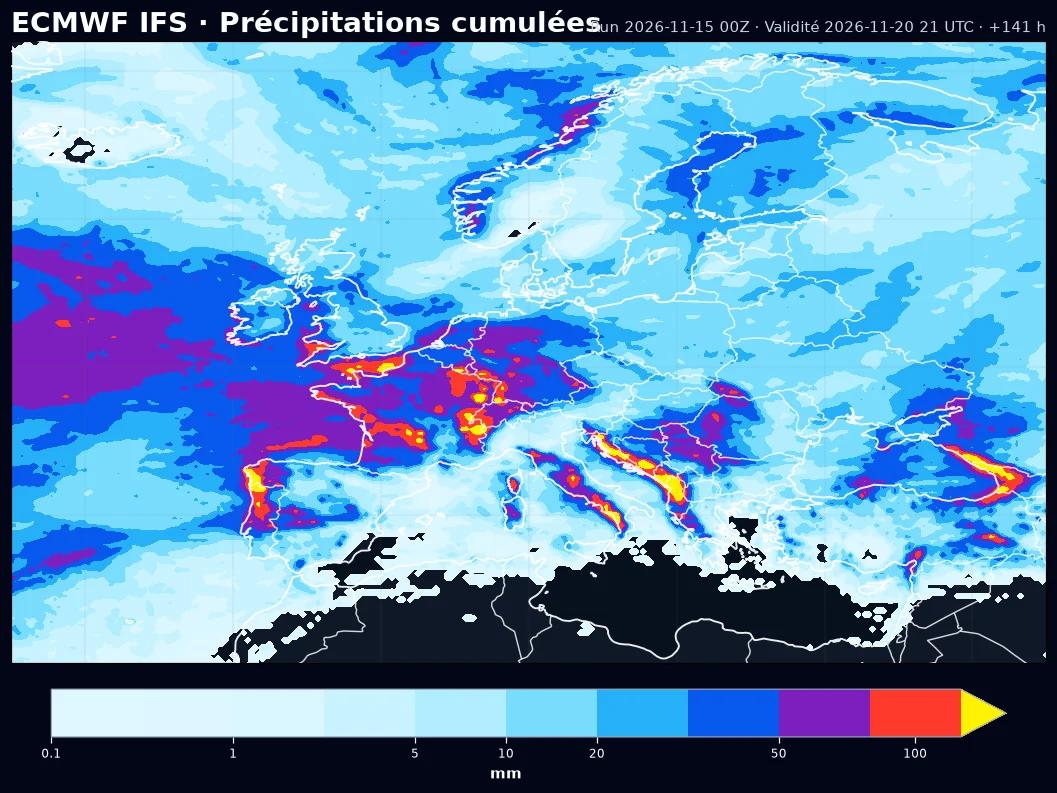 ECMWF IFS · Précipitations cumulées
Run 2026-11-15 00Z · Validité 2026-11-20 21 UTC · +141 h
0.1 1 5 10 20 50 100
mm